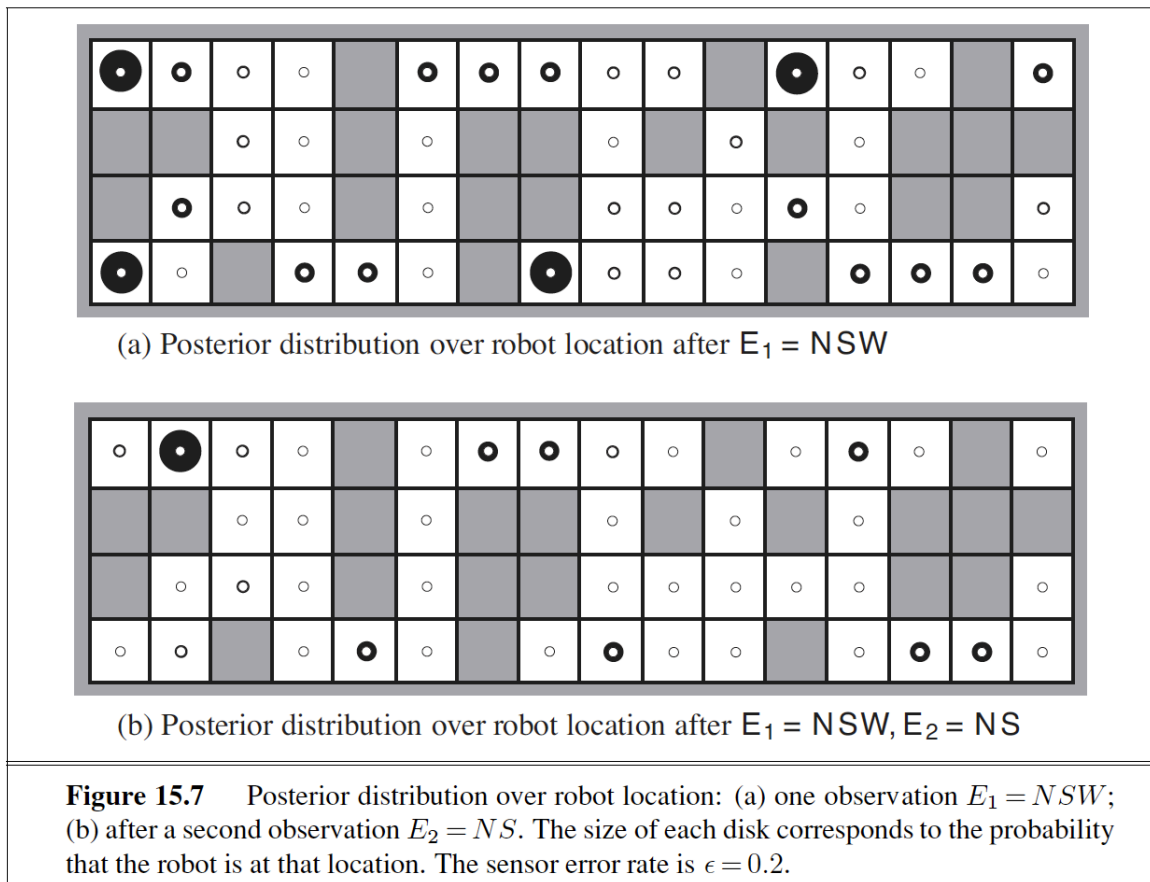 (a) Posterior distribution over robot location after E₁ = NSW
(b) Posterior distribution over robot location after E₁ = NSW, E₂ = NS
Figure 15.7 Posterior distribution over robot location: (a) one observation E₁ = NSW;
(b) after a second observation E₂ = NS. The size of each disk corresponds to the probability
that the robot is at that location. The sensor error rate is ϵ = 0.2.